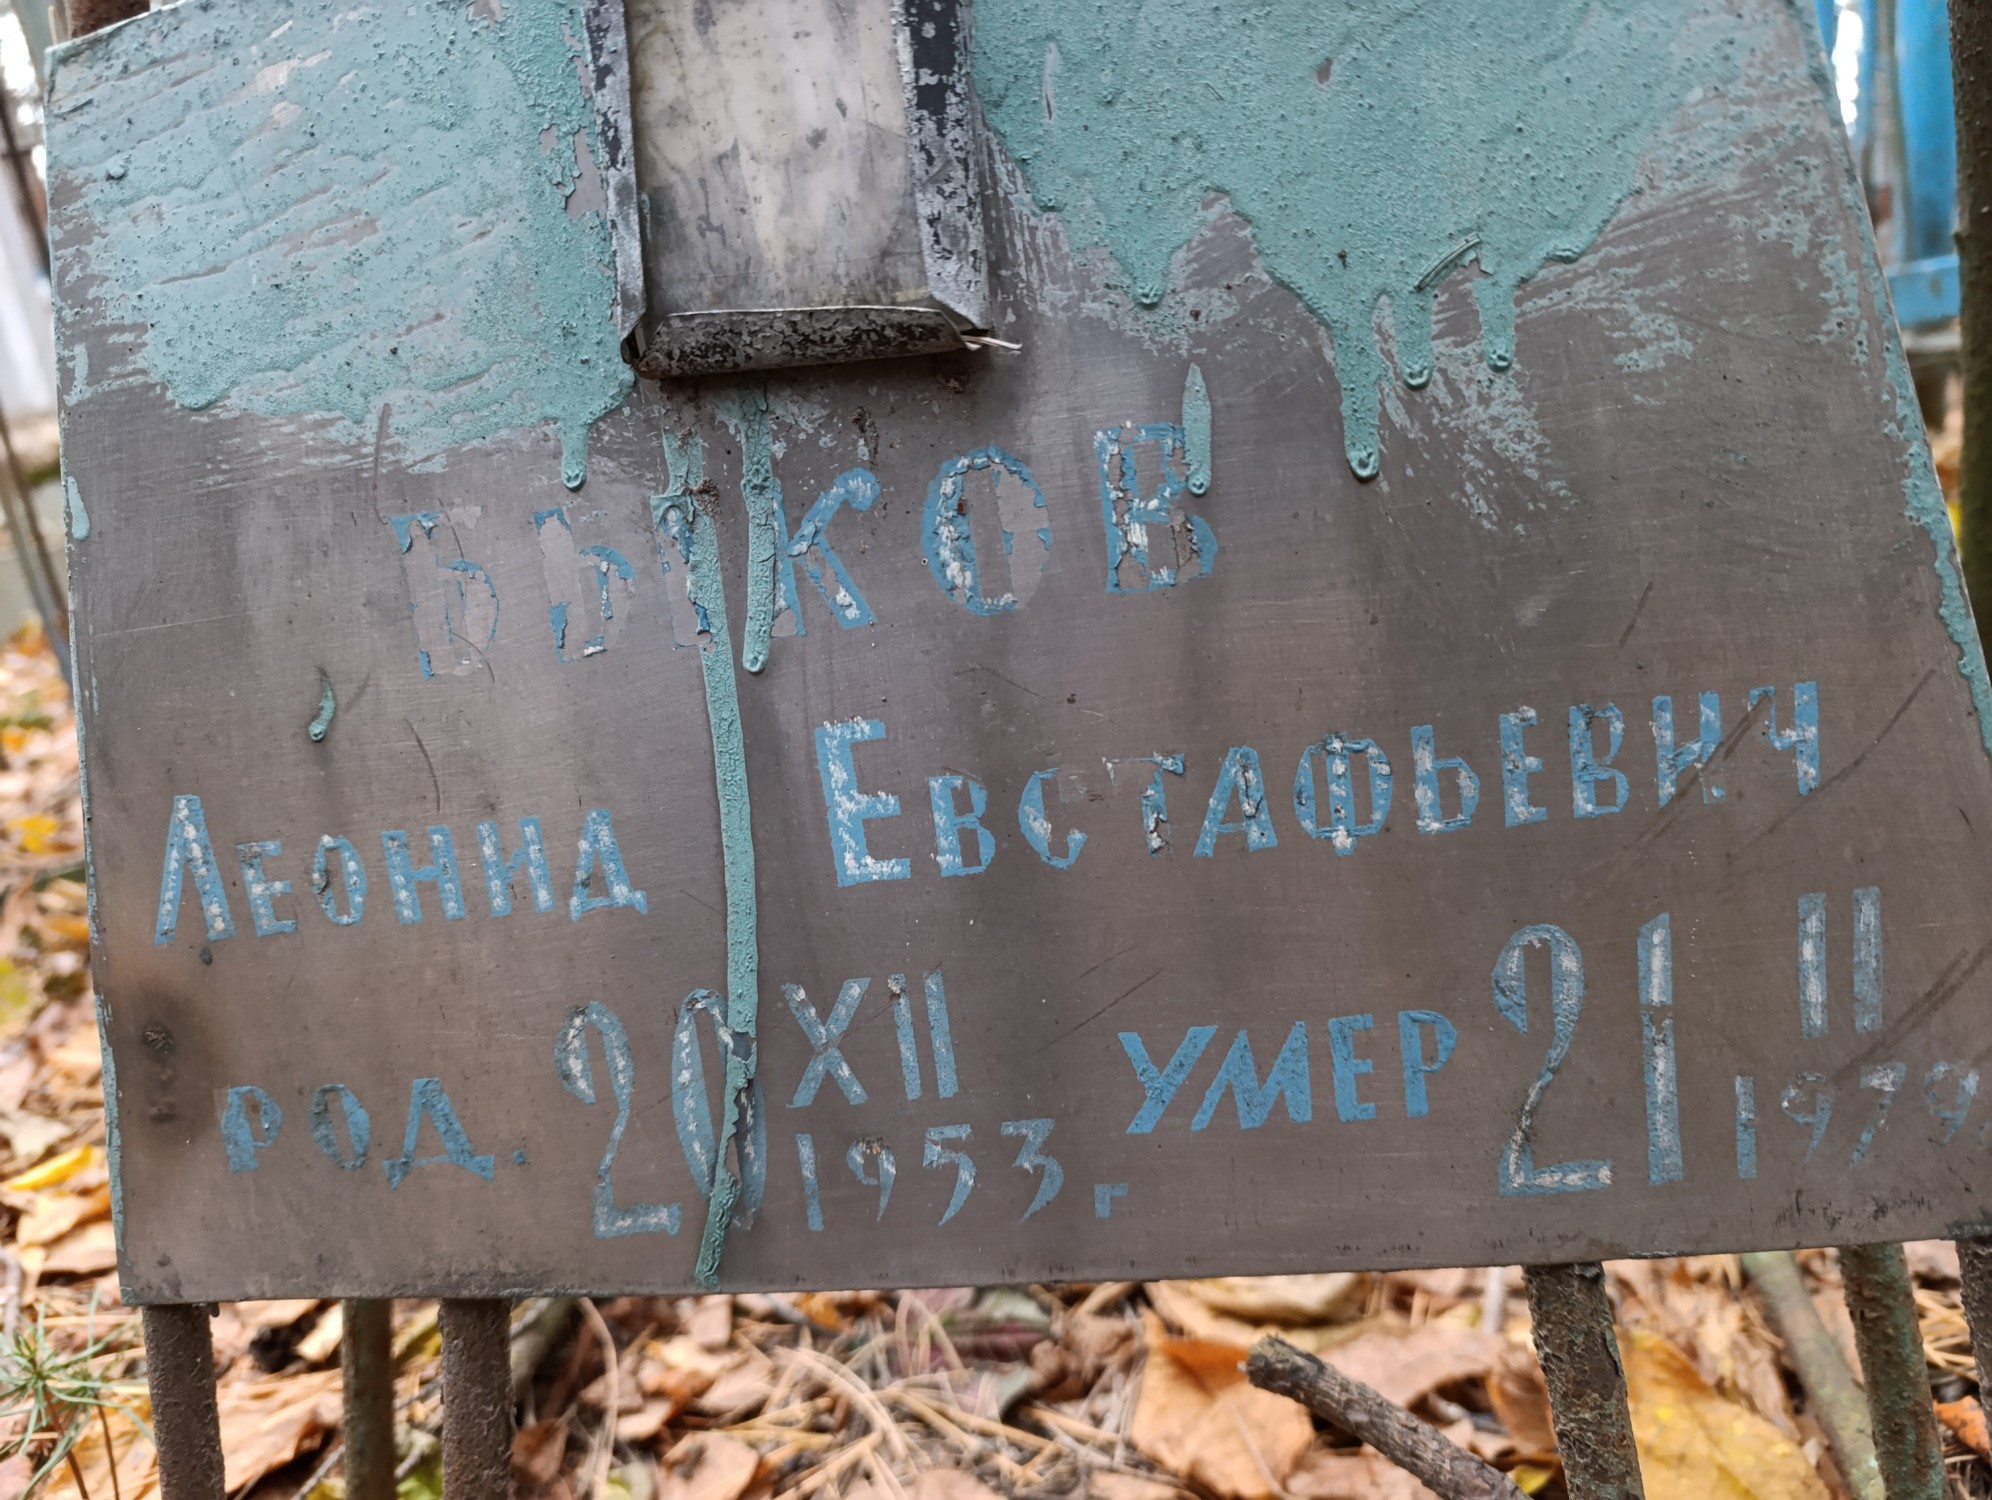 БЫКОВ
ЛЕОНИД ЕВСТАФЬЕВИЧ
РОД. 20 XII 1953 г УМЕР 21 II 1979.